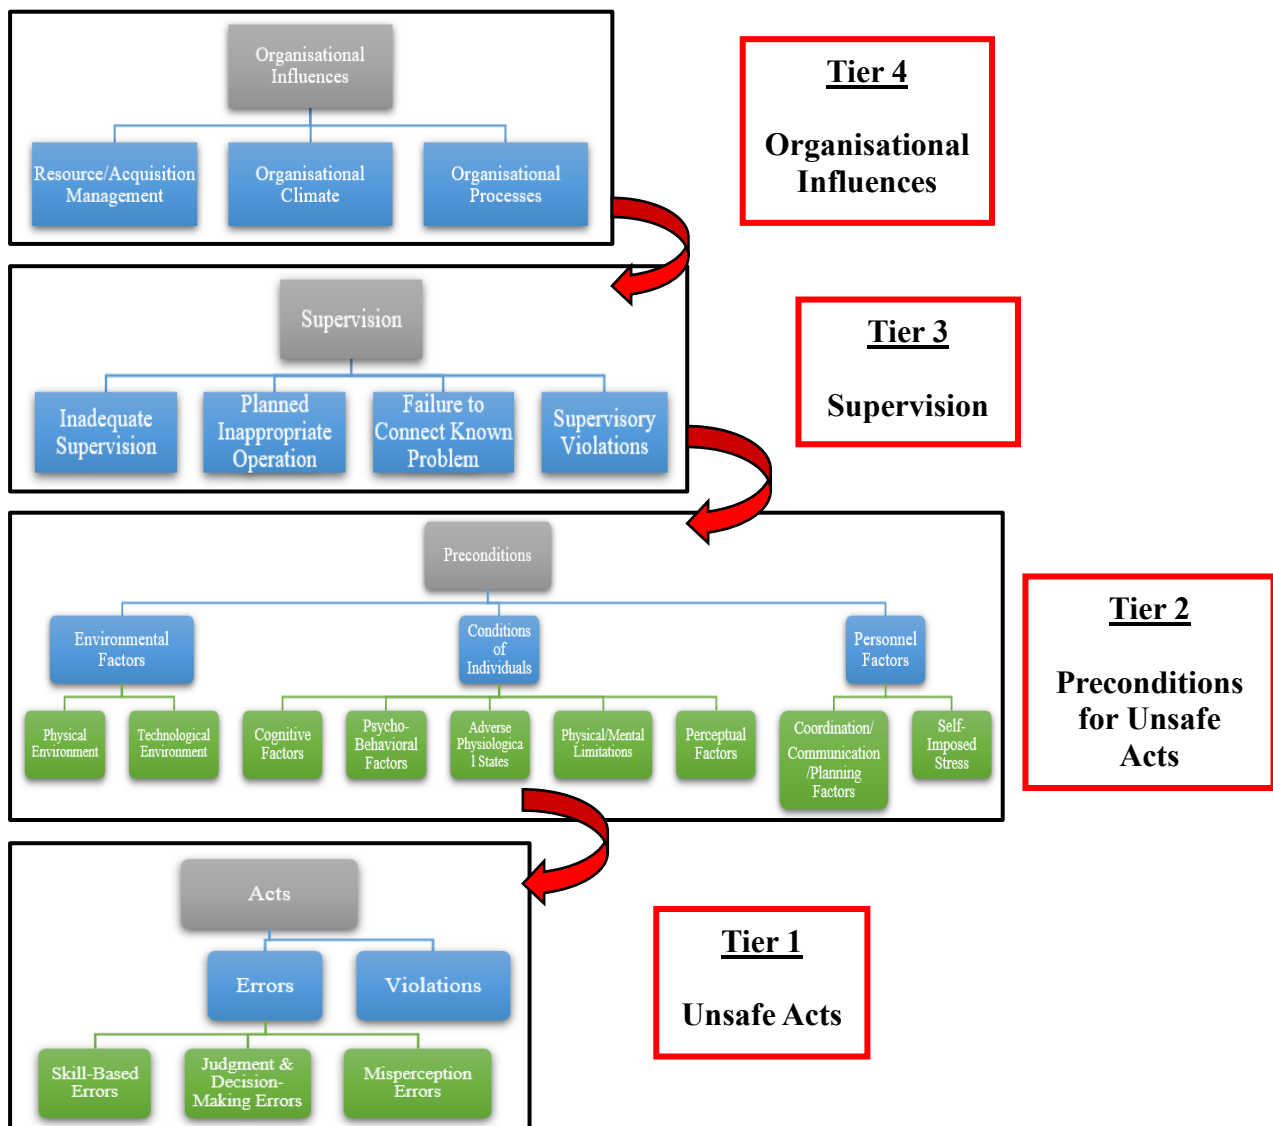 Organisational
Influences
Resource/Acquisition
Management
Organisational
Climate
Organisational
Processes
Tier 4
Organisational
Influences
Supervision
Inadequate
Supervision
Planned
Inappropriate
Operation
Failure to
Connect Known
Problem
Supervisory
Violations
Tier 3
Supervision
Preconditions
Environmental
Factors
Conditions
of
Individuals
Personnel
Factors
Physical
Environment
Technological
Environment
Cognitive
Factors
Psycho-
Behavioral
Factors
Adverse
Physiologica
l States
Physical/Mental
Limitations
Perceptual
Factors
Coordination/
Communication
/Planning
Factors
Self-
Imposed
Stress
Tier 2
Preconditions
for Unsafe
Acts
Acts
Errors
Violations
Skill-Based
Errors
Judgment &
Decision-
Making Errors
Misperception
Errors
Tier 1
Unsafe Acts